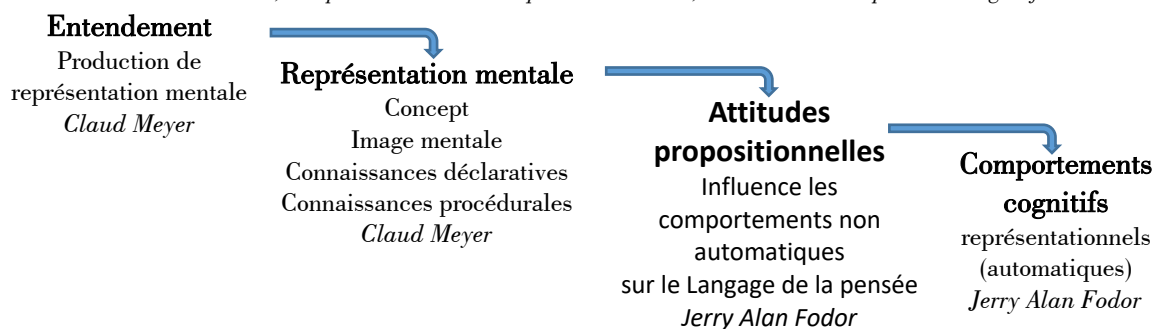 Entendement
Production de
représentation mentale
Claud Meyer
Représentation mentale
Concept
Image mentale
Connaissances déclaratives
Connaissances procédurales
Claud Meyer
Attitudes
propositionnelles
Influence les
comportements non
automatiques
sur le Langage de la pensée
Jerry Alan Fodor
Comportements
cognitifs
représentationnels
(automatiques)
Jerry Alan Fodor